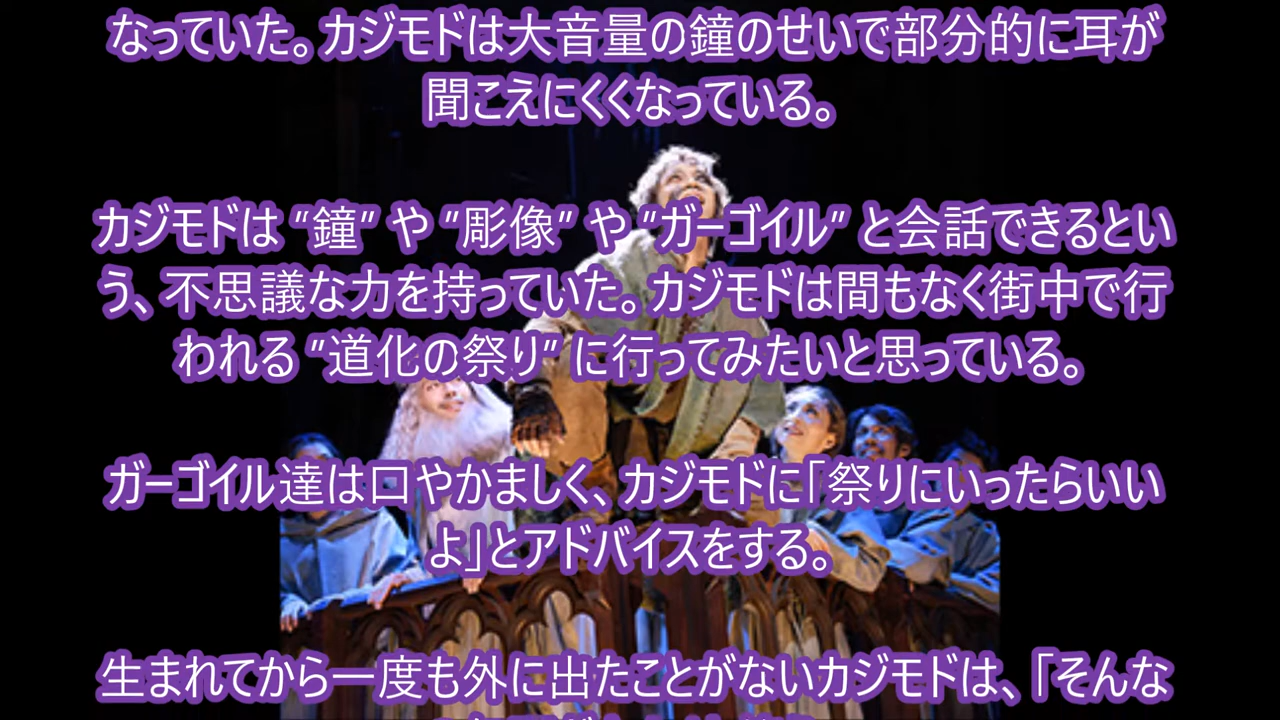 なっていた。カジモドは大音量の鐘のせいで部分的に耳が
聞こえにくくなっている。
カジモドは "鐘" や "彫像" や "ガーゴイル" と会話できるとい
う、不思議な力を持っていた。カジモドは間もなく街中で行
われる "道化の祭り" に行ってみたいと思っている。
ガーゴイル達は口やかましく、カジモドに「祭りにいったらいい
よ」とアドバイスをする。
生まれてから一度も外に出たことがないカジモドは、「そんな